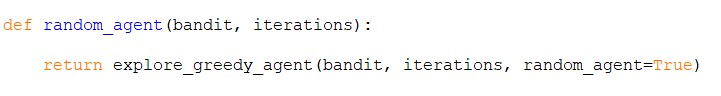 def random_agent(bandit, iterations):
    return explore_greedy_agent(bandit, iterations, random_agent=True)